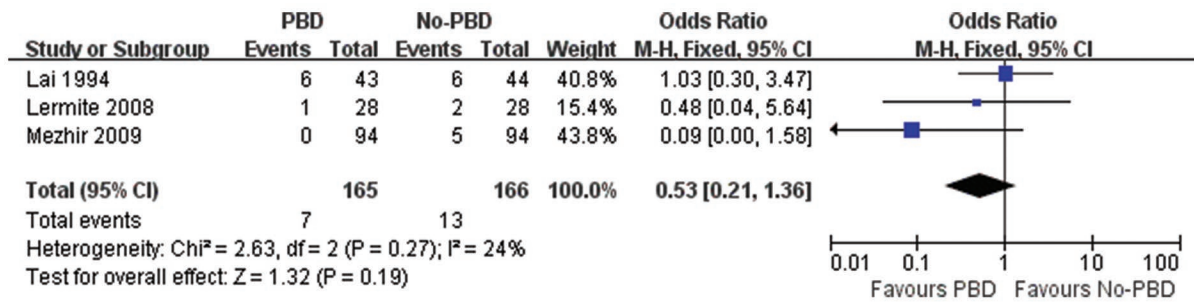 PBD No-PBD Odds Ratio Odds Ratio
Study or Subgroup Events Total Events Total Weight M-H, Fixed, 95% CI M-H, Fixed, 95% CI
Lai 1994 6 43 6 44 40.8% 1.03 [0.30, 3.47]
Lermite 2008 1 28 2 28 15.4% 0.48 [0.04, 5.64]
Mezhir 2009 0 94 5 94 43.8% 0.09 [0.00, 1.58]
Total (95% CI) 165 166 100.0% 0.53 [0.21, 1.36]
Total events 7 13
Heterogeneity: Chi² = 2.63, df = 2 (P = 0.27); I² = 24%
Test for overall effect: Z = 1.32 (P = 0.19)
0.01 0.1 1 10 100
Favours PBD Favours No-PBD